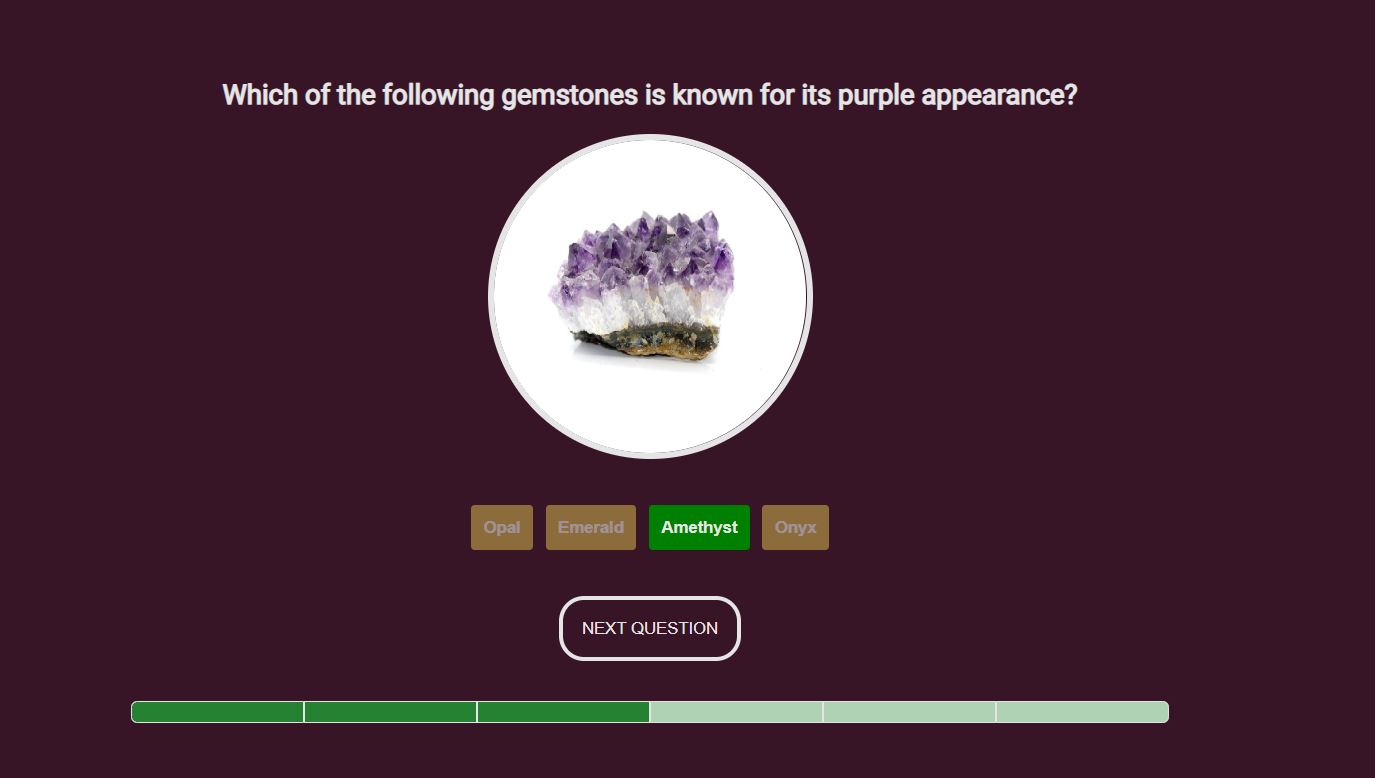 Which of the following gemstones is known for its purple appearance?
Opal Emerald Amethyst Onyx
NEXT QUESTION